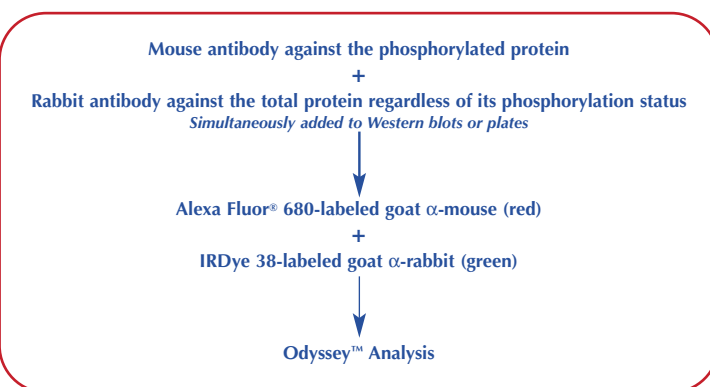 Mouse antibody against the phosphorylated protein
+
Rabbit antibody against the total protein regardless of its phosphorylation status
Simultaneously added to Western blots or plates
Alexa Fluor® 680-labeled goat α-mouse (red)
+
IRDye 38-labeled goat α-rabbit (green)
Odyssey™ Analysis